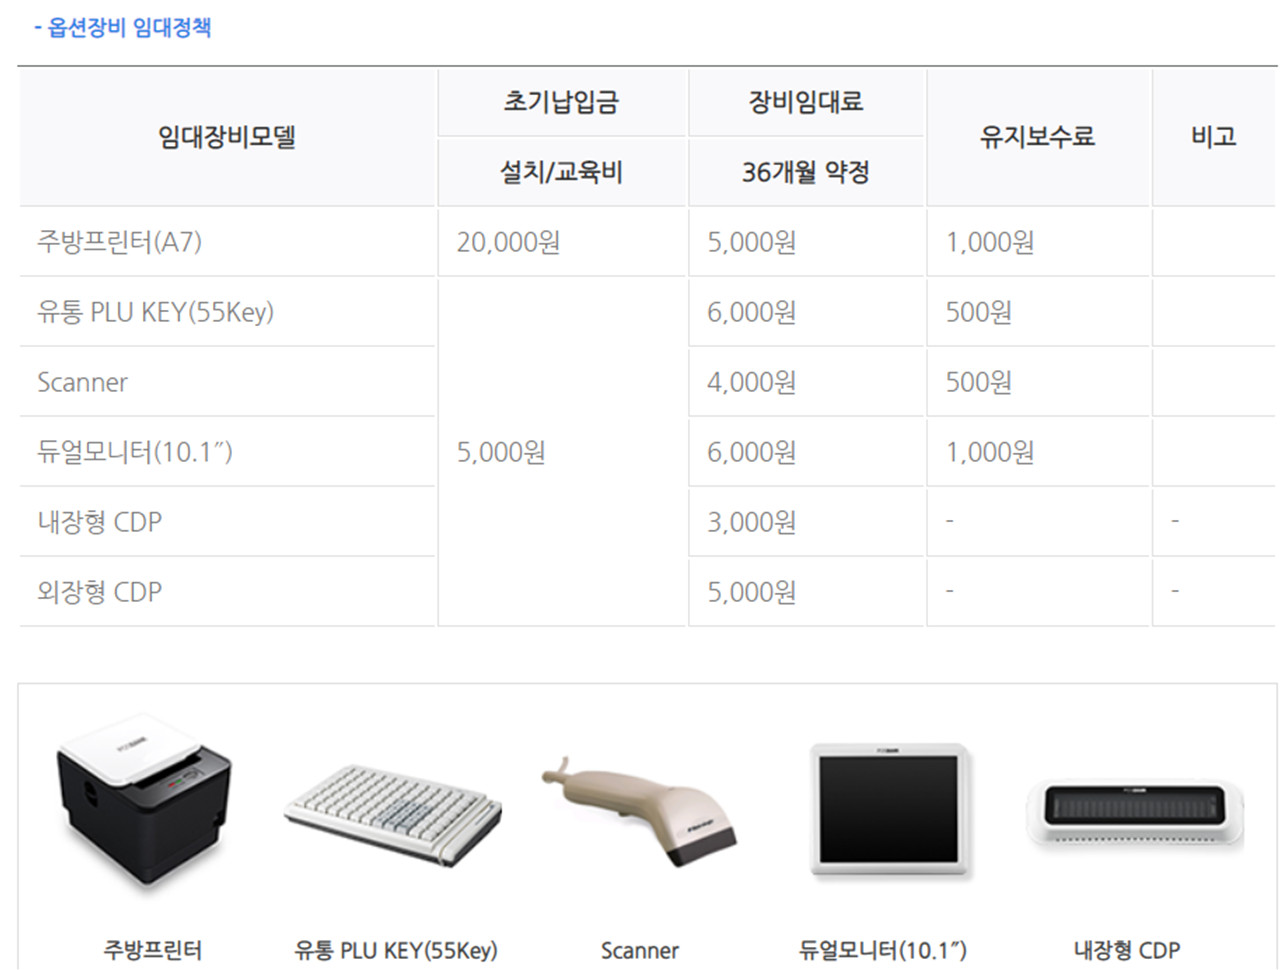 - 옵션장비 임대정책
임대장비모델 초기납입금 장비임대료 유지보수료 비고
설치/교육비 36개월 약정
주방프린터(A7) 20,000원 5,000원 1,000원
유통 PLU KEY(55Key) 6,000원 500원
Scanner 4,000원 500원
듀얼모니터(10.1″) 5,000원 6,000원 1,000원
내장형 CDP 3,000원 - -
외장형 CDP 5,000원 - -
주방프린터 유통 PLU KEY(55Key) Scanner 듀얼모니터(10.1″) 내장형 CDP